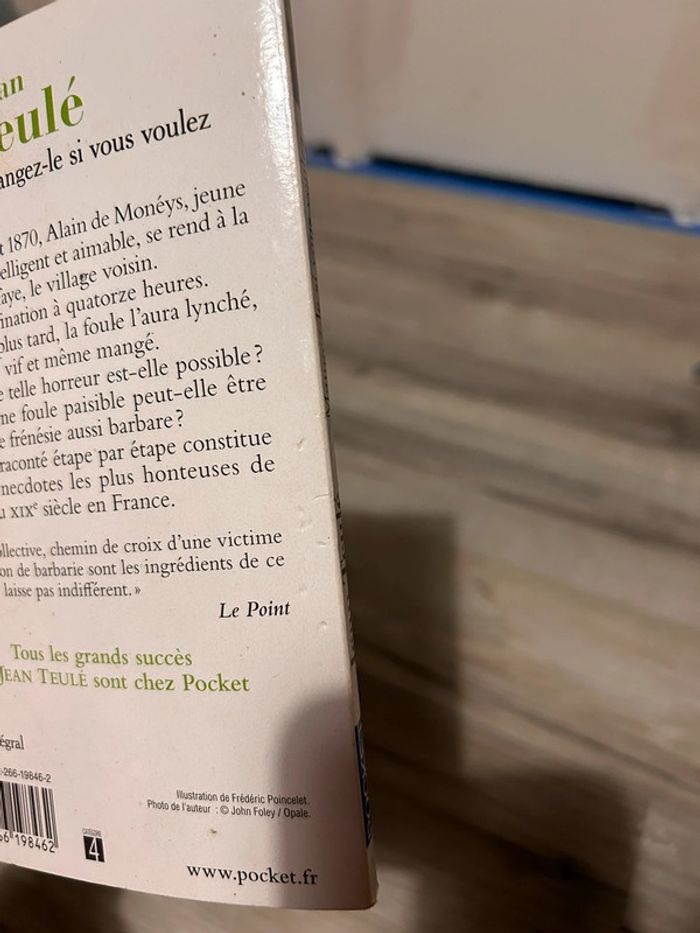 an
eulé
angez-le si vous voulez
t 1870, Alain de Monéys, jeune
elligent et aimable, se rend à la
faye, le village voisin.
ination à quatorze heures.
plus tard, la foule l'aura lynché,
vif et même mangé.
e telle horreur est-elle possible ?
ne foule paisible peut-elle être
e frénésie aussi barbare ?
raconté étape par étape constitue
necdotes les plus honteuses de
u XIXe siècle en France.
ollective, chemin de croix d'une victime
on de barbarie sont les ingrédients de ce
laisse pas indifférent. »
Le Point
Tous les grands succès
JEAN TEULÉ sont chez Pocket
égral
-266-19846-2
66 198462
CATÉGORIE
4
Illustration de Frédéric Poincelet.
Photo de l'auteur : © John Foley / Opale.
www.pocket.fr